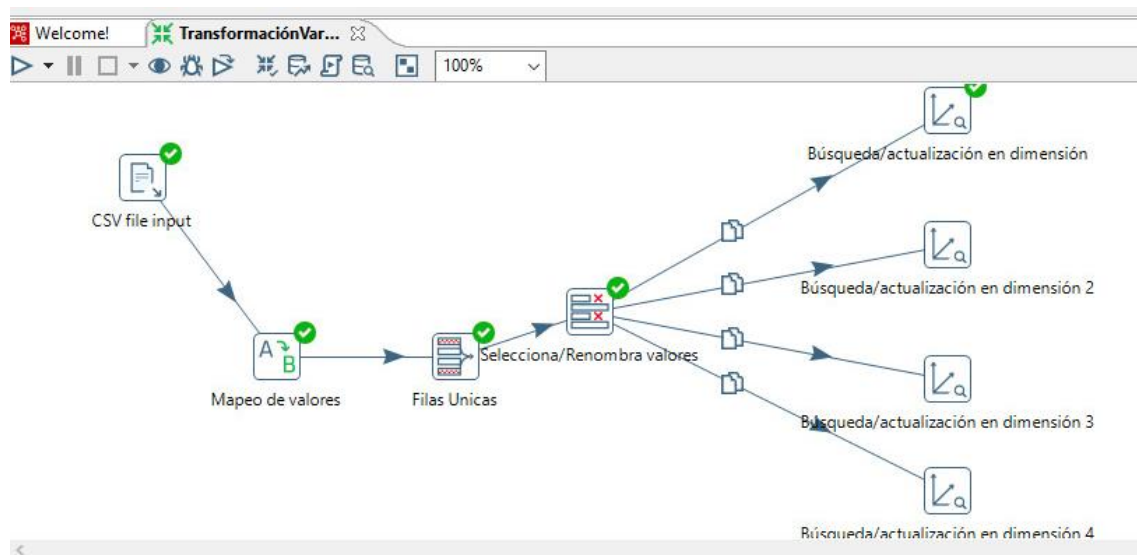 Welcome!
TransformaciónVar...
100%
Búsqueda/actualización en dimensión
CSV file input
Búsqueda/actualización en dimensión 2
Selecciona/Renombra valores
Mapeo de valores
Filas Unicas
A
B
Búsqueda/actualización en dimensión 3
Búsqueda/actualización en dimensión 4